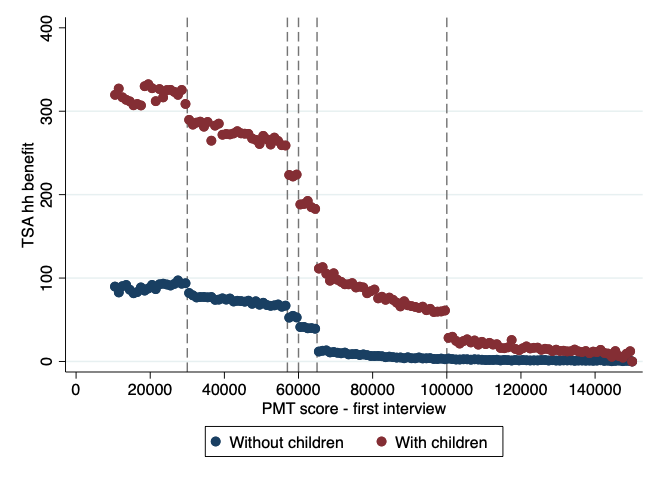 TSA hh benefit
400
300
200
100
0
0 20000 40000 60000 80000 100000 120000 140000
PMT score - first interview
Without children With children